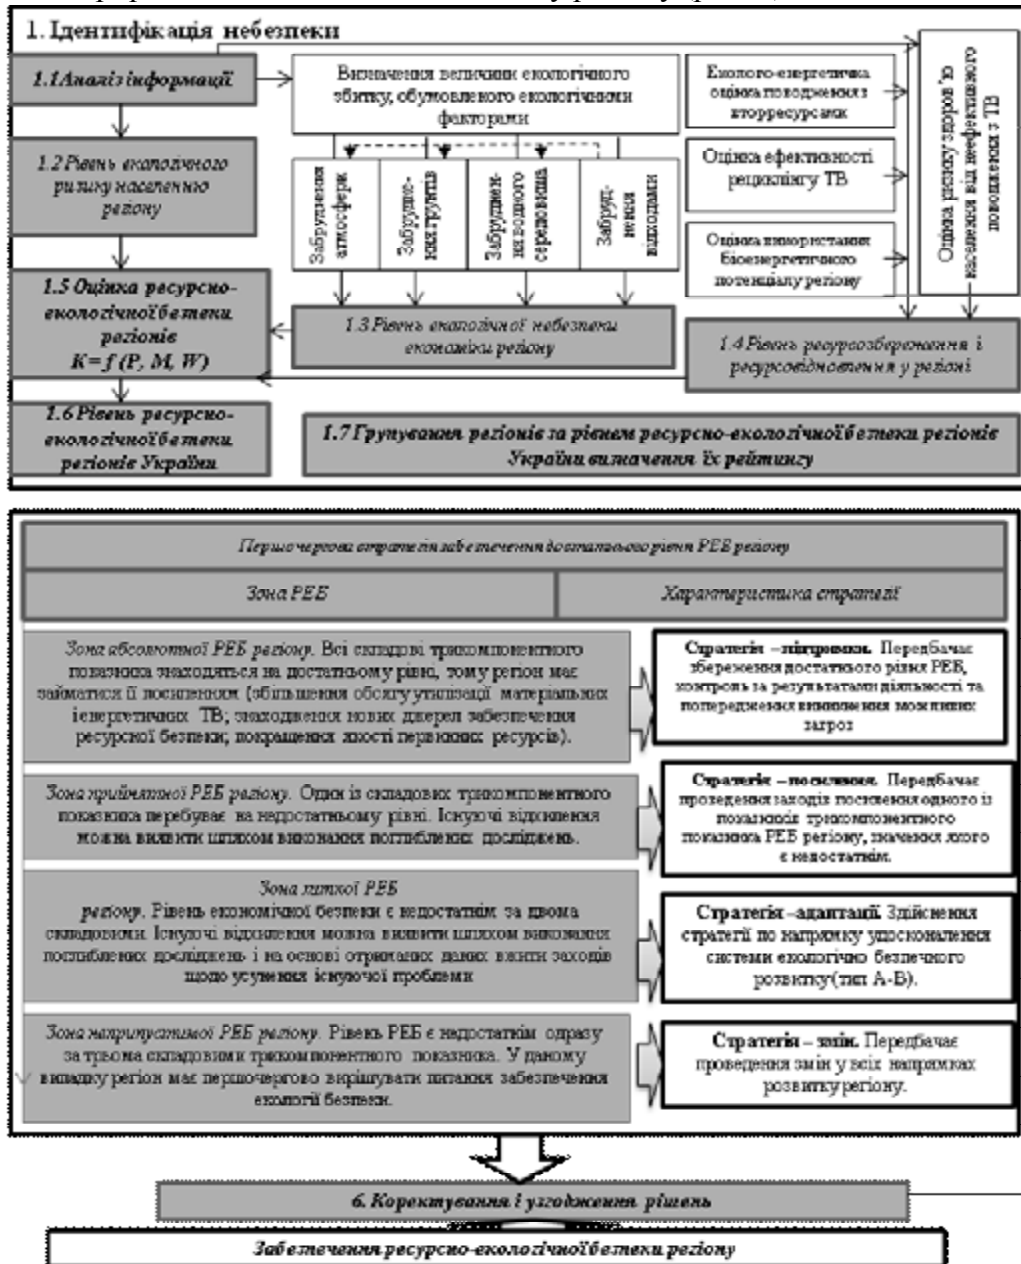 1. Ідентифікація небезпеки
1.1 Аналіз інформації
Визначення величини екологічного
збитку, обумовленого екологічними
факторами
Еколого-енергетична
оцінка поводження з
вторресурсами
Оцінка ризику здоров'ю
населення від неефективного
поводження з ТВ
1.2 Рівень екологічного
ризику населенню
регіону
Забруднення
атмосфери
Забрудне-
ння ґрунтів
Забруднен-
ня водного
середовища
Забруд-
нення
відходами
Оцінка ефективності
рециклінгу ТВ
Оцінка використання
біоенергетичного
потенціалу регіону
1.5 Оцінка ресурсно-
екологічної безпеки
регіонів
K = f (P, M, W)
1.3 Рівень екологічної небезпеки
економіки регіону
1.4 Рівень ресурсозбереження і
ресурсовідновлення у регіоні
1.6 Рівень ресурсно-
екологічної безпеки
регіонів України
1.7 Групування регіонів за рівнем ресурсно-екологічної безпеки регіонів
України визначення їх рейтингу
Першочергова стратегія забезпечення достатнього рівня РЕБ регіону
Зона РЕБ
Характеристика стратегії
Зона абсолютної РЕБ регіону. Всі складові трикомпонентного
показника знаходяться на достатньому рівні, тому регіон має
займатися її посиленням (збільшення обсягу утилізації матеріальних
і енергетичних ТВ; знаходження нових джерел забезпечення
ресурсної безпеки; покращення якості первинних ресурсів).
Стратегія – підтримки. Передбачає
збереження достатнього рівня РЕБ,
контроль за результатами діяльності та
попередження виникнення можливих
загроз
Зона прийнятної РЕБ регіону. Один із складових трикомпонентного
показника перебуває на недостатньому рівні. Існуючі відхилення
можна виявити шляхом виконання поглиблених досліджень.
Стратегія – посилення. Передбачає
проведення заходів посилення одного із
показників трикомпонентного
показника РЕБ регіону, значення якого
є недостатнім.
Зона хиткої РЕБ
регіону. Рівень економічної безпеки є недостатнім за двома
складовими. Існуючі відхилення можна виявити шляхом виконання
поглиблених досліджень і на основі отриманих даних вжити заходів
щодо усунення існуючої проблеми
Стратегія –адаптації. Здійснення
стратегії по напрямку удосконалення
системи екологічно безпечного
розвитку (тип А-В).
Зона неприпустимої РЕБ регіону. Рівень РЕБ є недостатнім одразу
за трьома складовими трикомпонентного показника. У даному
випадку регіон має першочергово вирішувати питання забезпечення
екології безпеки.
Стратегія – змін. Передбачає
проведення змін у всіх напрямках
розвитку регіону.
6. Коректування і узгодження рішень
Забезпечення ресурсно-екологічної безпеки регіону